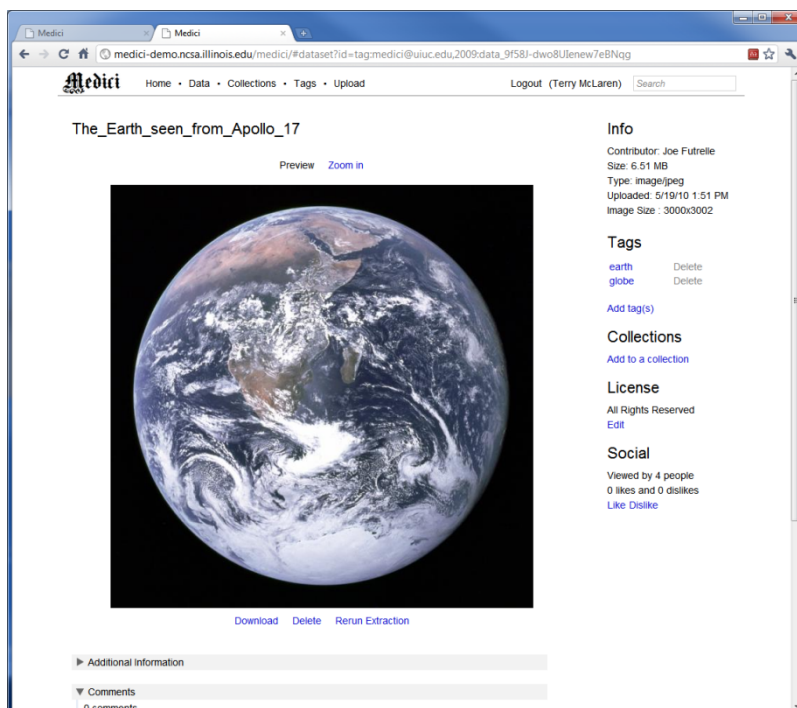 Medici
Medici
medici-demo.ncsa.illinois.edu/medici/#dataset?id=tag:medici@uiuc.edu,2009:data_9f58J-dwo8UIenew7eBNqg
Medici Home • Data • Collections • Tags • Upload Logout (Terry McLaren) Search
The_Earth_seen_from_Apollo_17
Preview Zoom in
Info
Contributor: Joe Futrelle
Size: 6.51 MB
Type: image/jpeg
Uploaded: 5/19/10 1:51 PM
Image Size : 3000x3002
Tags
earth Delete
globe Delete
Add tag(s)
Collections
Add to a collection
License
All Rights Reserved
Edit
Social
Viewed by 4 people
0 likes and 0 dislikes
Like Dislike
Download Delete Rerun Extraction
Additional Information
Comments
0 comments